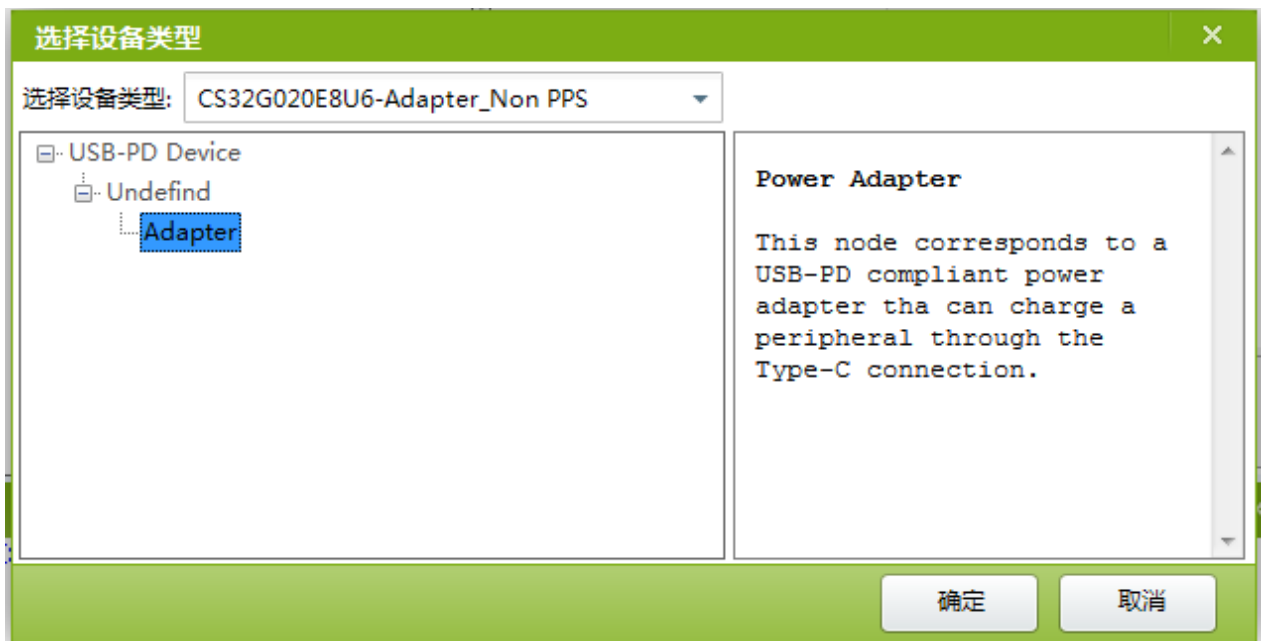 选择设备类型
选择设备类型: CS32G020E8U6-Adapter_Non PPS
USB-PD Device
Undefind
Adapter
Power Adapter
This node corresponds to a
USB-PD compliant power
adapter tha can charge a
peripheral through the
Type-C connection.
确定 取消